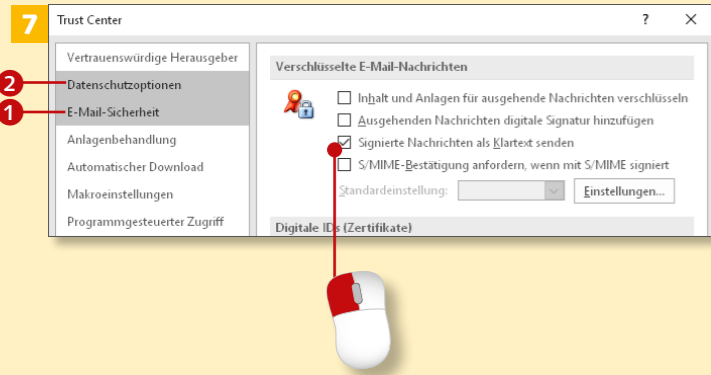 7
Trust Center ? ×
Vertrauenswürdige Herausgeber
2 Datenschutzoptionen
1 E-Mail-Sicherheit
Anlagenbehandlung
Automatischer Download
Makroeinstellungen
Programmgesteuerter Zugriff
Verschlüsselte E-Mail-Nachrichten
Inhalt und Anlagen für ausgehende Nachrichten verschlüsseln
Ausgehenden Nachrichten digitale Signatur hinzufügen
Signierte Nachrichten als Klartext senden
S/MIME-Bestätigung anfordern, wenn mit S/MIME signiert
Standardeinstellung: Einstellungen...
Digitale IDs (Zertifikate)